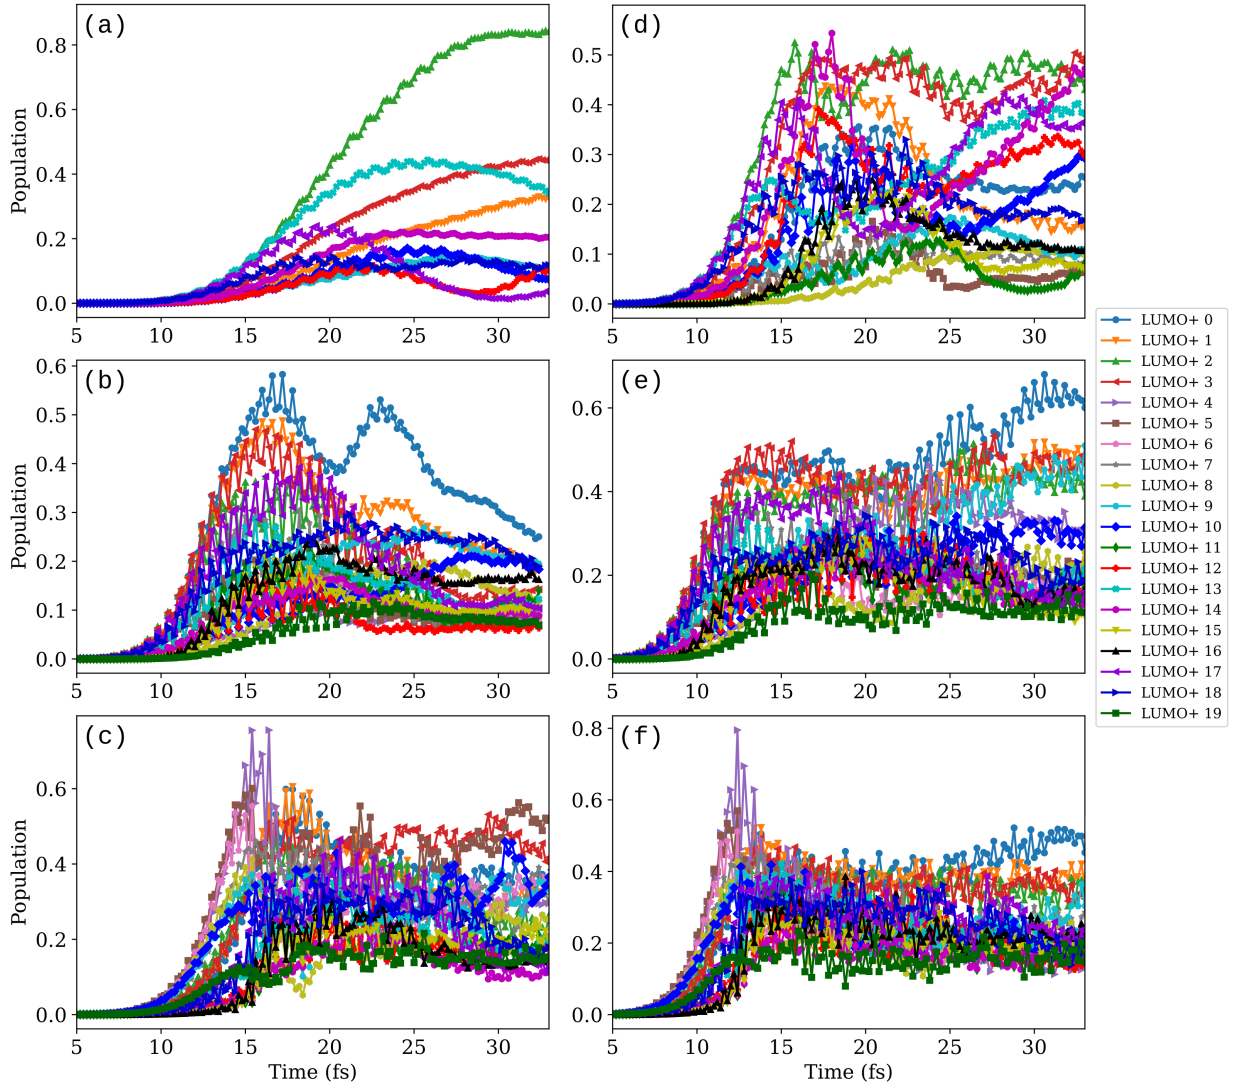 (a)
0.8
0.6
0.4
0.2
0.0
Population
5 10 15 20 25 30
(d)
0.5
0.4
0.3
0.2
0.1
0.0
5 10 15 20 25 30
(b)
0.6
0.5
0.4
0.3
0.2
0.1
0.0
Population
5 10 15 20 25 30
(e)
0.6
0.4
0.2
0.0
5 10 15 20 25 30
(c)
0.6
0.4
0.2
0.0
Population
5 10 15 20 25 30
Time (fs)
(f)
0.8
0.6
0.4
0.2
0.0
5 10 15 20 25 30
Time (fs)
LUMO+ 0
LUMO+ 1
LUMO+ 2
LUMO+ 3
LUMO+ 4
LUMO+ 5
LUMO+ 6
LUMO+ 7
LUMO+ 8
LUMO+ 9
LUMO+ 10
LUMO+ 11
LUMO+ 12
LUMO+ 13
LUMO+ 14
LUMO+ 15
LUMO+ 16
LUMO+ 17
LUMO+ 18
LUMO+ 19